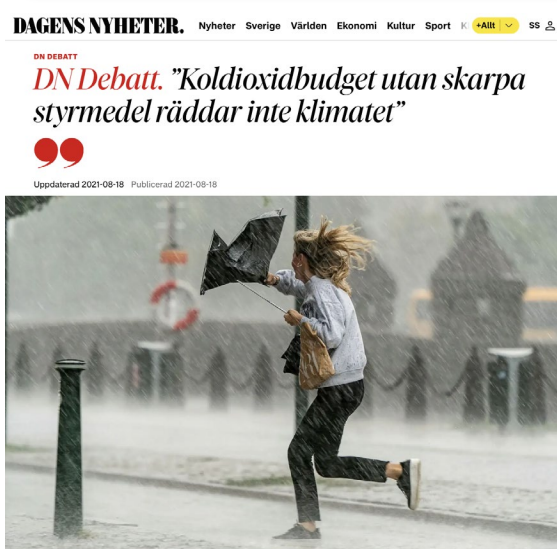 DAGENS NYHETER. Nyheter Sverige Världen Ekonomi Kultur Sport K +Allt SS
DN DEBATT
DN Debatt. ”Koldioxidbudget utan skarpa
styrmedel räddar inte klimatet”
Uppdaterad 2021-08-18 Publicerad 2021-08-18